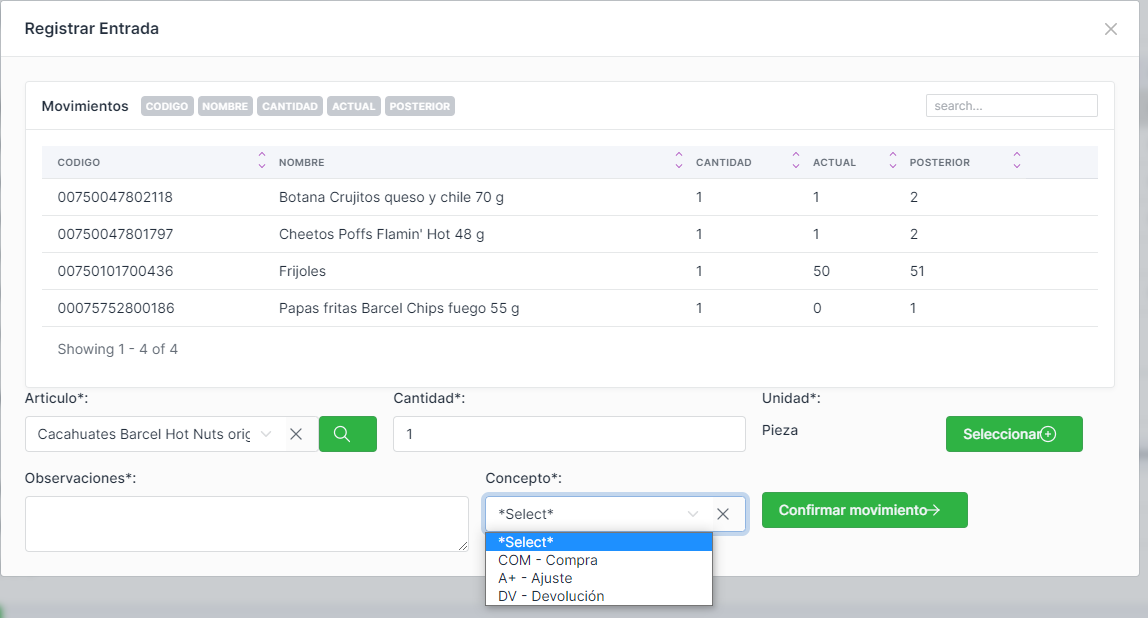 Registrar Entrada
Movimientos CODIGO NOMBRE CANTIDAD ACTUAL POSTERIOR search...
CODIGO NOMBRE CANTIDAD ACTUAL POSTERIOR
00750047802118 Botana Crujitos queso y chile 70 g 1 1 2
00750047801797 Cheetos Poffs Flamin' Hot 48 g 1 1 2
00750101700436 Frijoles 1 50 51
00075752800186 Papas fritas Barcel Chips fuego 55 g 1 0 1
Showing 1 - 4 of 4
Articulo*: Cantidad*: Unidad*:
Cacahuates Barcel Hot Nuts orig 1 Pieza Seleccionar
Observaciones*: Concepto*:
*Select* Confirmar movimiento
*Select*
COM - Compra
A+ - Ajuste
DV - Devolución